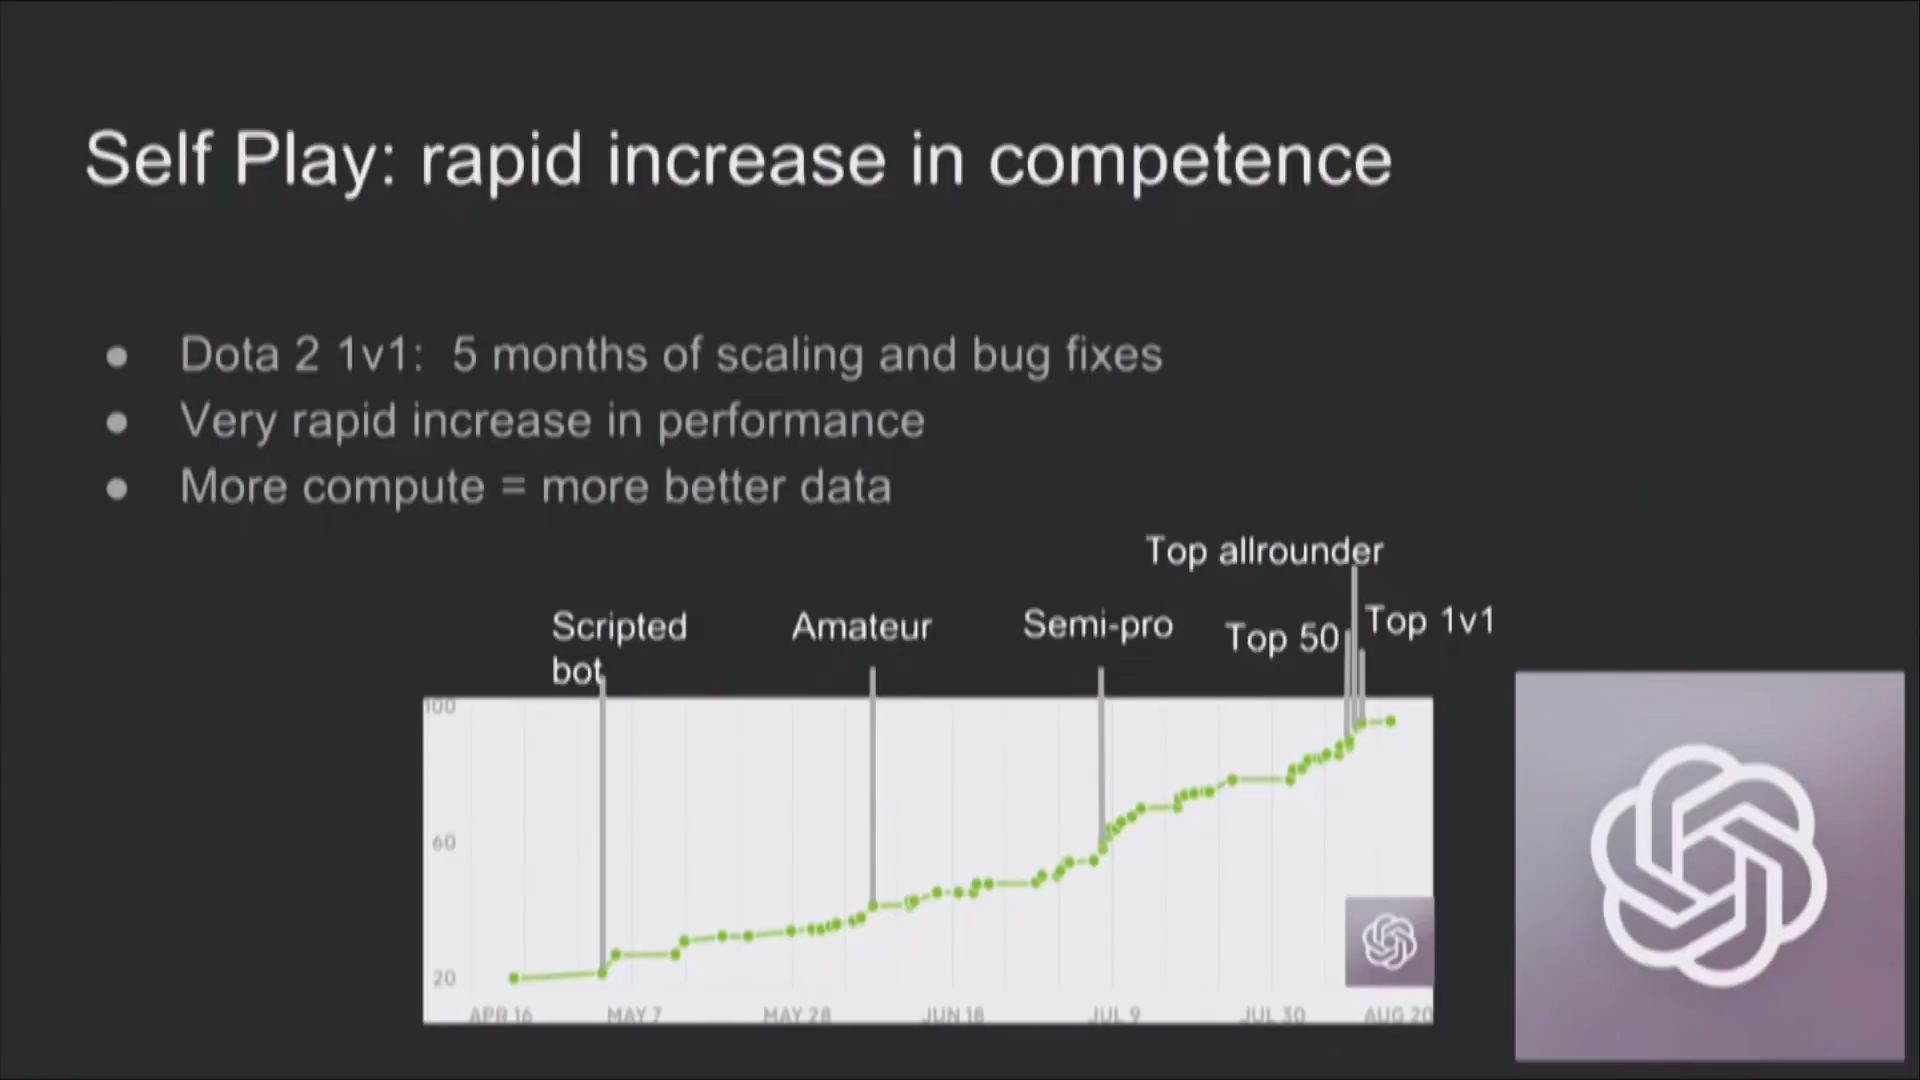 Self Play: rapid increase in competence
● Dota 2 1v1: 5 months of scaling and bug fixes
● Very rapid increase in performance
● More compute = more better data
Top allrounder
Scripted
bot
Amateur
Semi-pro
Top 50
Top 1v1
100
60
20
APR 16
MAY 7
MAY 28
JUN 18
JUL 9
JUL 30
AUG 20